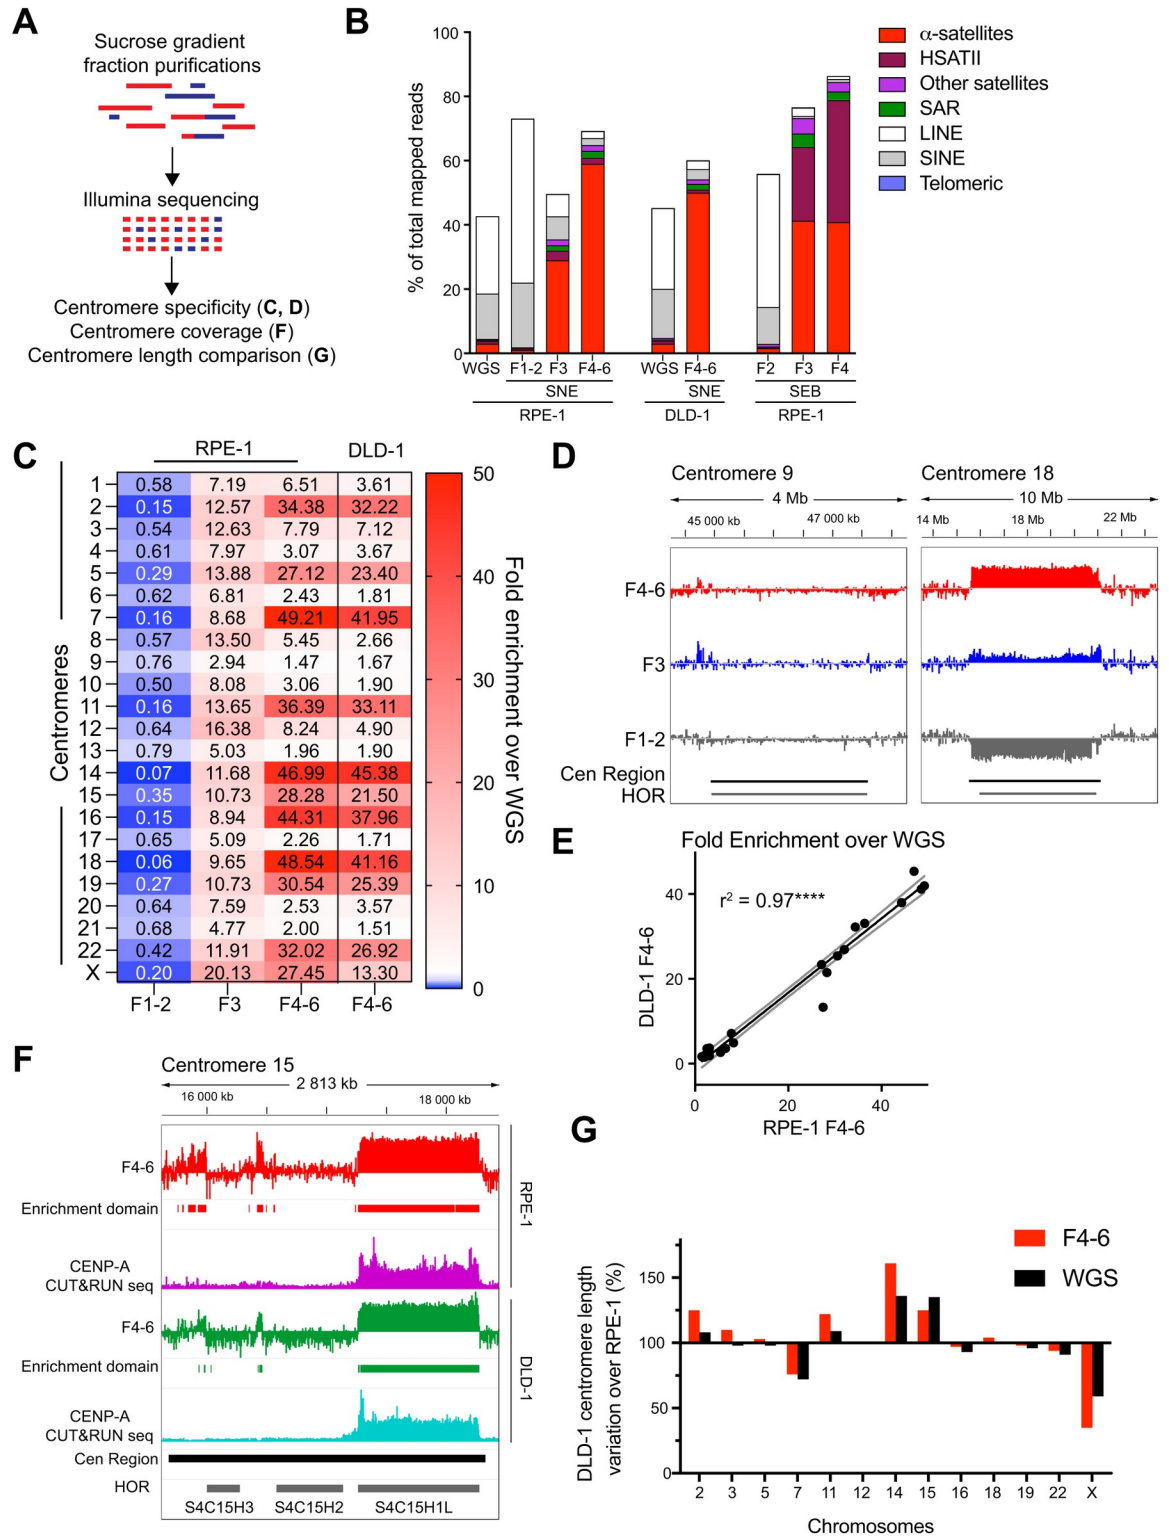 A
Sucrose gradient
fraction purifications
Illumina sequencing
Centromere specificity (C, D)
Centromere coverage (F)
Centromere length comparison (G)
B
% of total mapped reads
100
80
60
40
20
0
WGS F1-2 F3 F4-6 WGS F4-6 F2 F3 F4
SNE SNE SEB
RPE-1 DLD-1 RPE-1
α-satellites
HSATII
Other satellites
SAR
LINE
SINE
Telomeric
C
RPE-1 DLD-1
Centromeres
1 0.58 7.19 6.51 3.61
2 0.15 12.57 34.38 32.22
3 0.54 12.63 7.79 7.12
4 0.61 7.97 3.07 3.67
5 0.29 13.88 27.12 23.40
6 0.62 6.81 2.43 1.81
7 0.16 8.68 49.21 41.95
8 0.57 13.50 5.45 2.66
9 0.76 2.94 1.47 1.67
10 0.50 8.08 3.06 1.90
11 0.16 13.65 36.39 33.11
12 0.64 16.38 8.24 4.90
13 0.79 5.03 1.96 1.90
14 0.07 11.68 46.99 45.38
15 0.35 10.73 28.28 21.50
16 0.15 8.94 44.31 37.96
17 0.65 5.09 2.26 1.71
18 0.06 9.65 48.54 41.16
19 0.27 10.73 30.54 25.39
20 0.64 7.59 2.53 3.57
21 0.68 4.77 2.00 1.51
22 0.42 11.91 32.02 26.92
X 0.20 20.13 27.45 13.30
F1-2 F3 F4-6 F4-6
50
40
30
20
10
0
Fold enrichment over WGS
D
Centromere 9 Centromere 18
4 Mb 10 Mb
45 000 kb 47 000 kb 14 Mb 18 Mb 22 Mb
F4-6
F3
F1-2
Cen Region
HOR
E
Fold Enrichment over WGS
r² = 0.97****
DLD-1 F4-6
40
20
0
0 20 40
RPE-1 F4-6
F
Centromere 15
2 813 kb
16 000 kb 18 000 kb
F4-6
Enrichment domain
CENP-A
CUT&RUN seq
RPE-1
F4-6
Enrichment domain
CENP-A
CUT&RUN seq
DLD-1
Cen Region
HOR
S4C15H3 S4C15H2 S4C15H1L
G
F4-6
WGS
DLD-1 centromere length
variation over RPE-1 (%)
150
100
50
0
2 3 5 7 11 12 14 15 16 18 19 22 X
Chromosomes